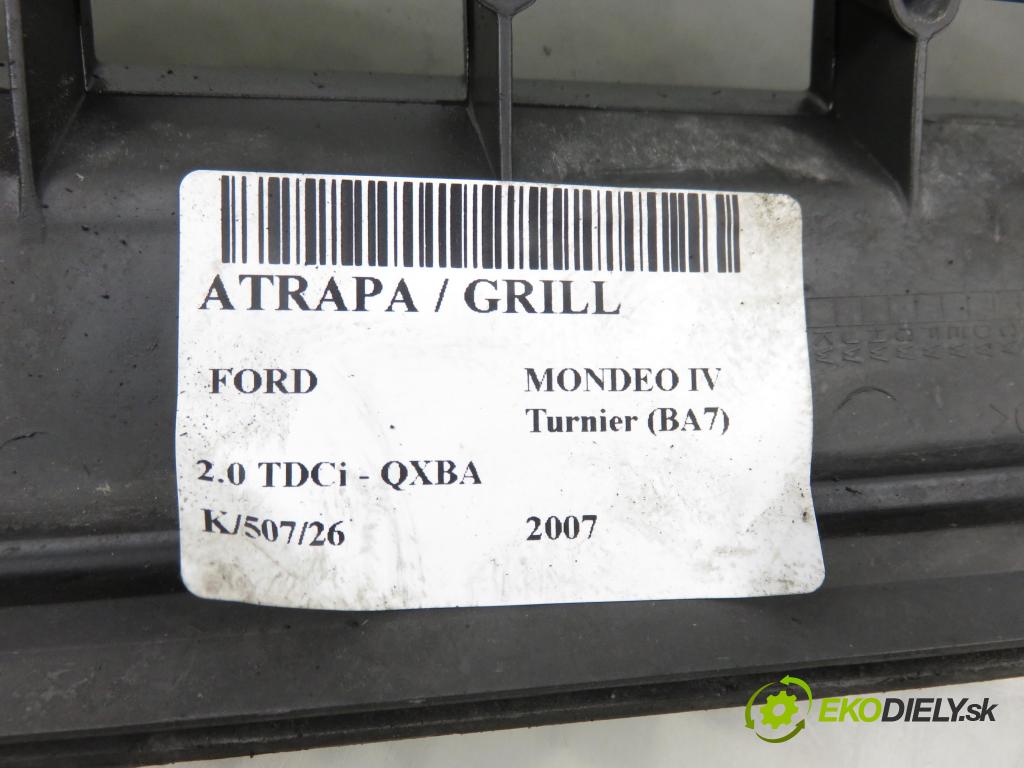 ATRAPA / GRILL
FORD
MONDEO IV
Turnier (BA7)
2.0 TDCi - QXBA
K/507/26
2007
EKODIELY.sk